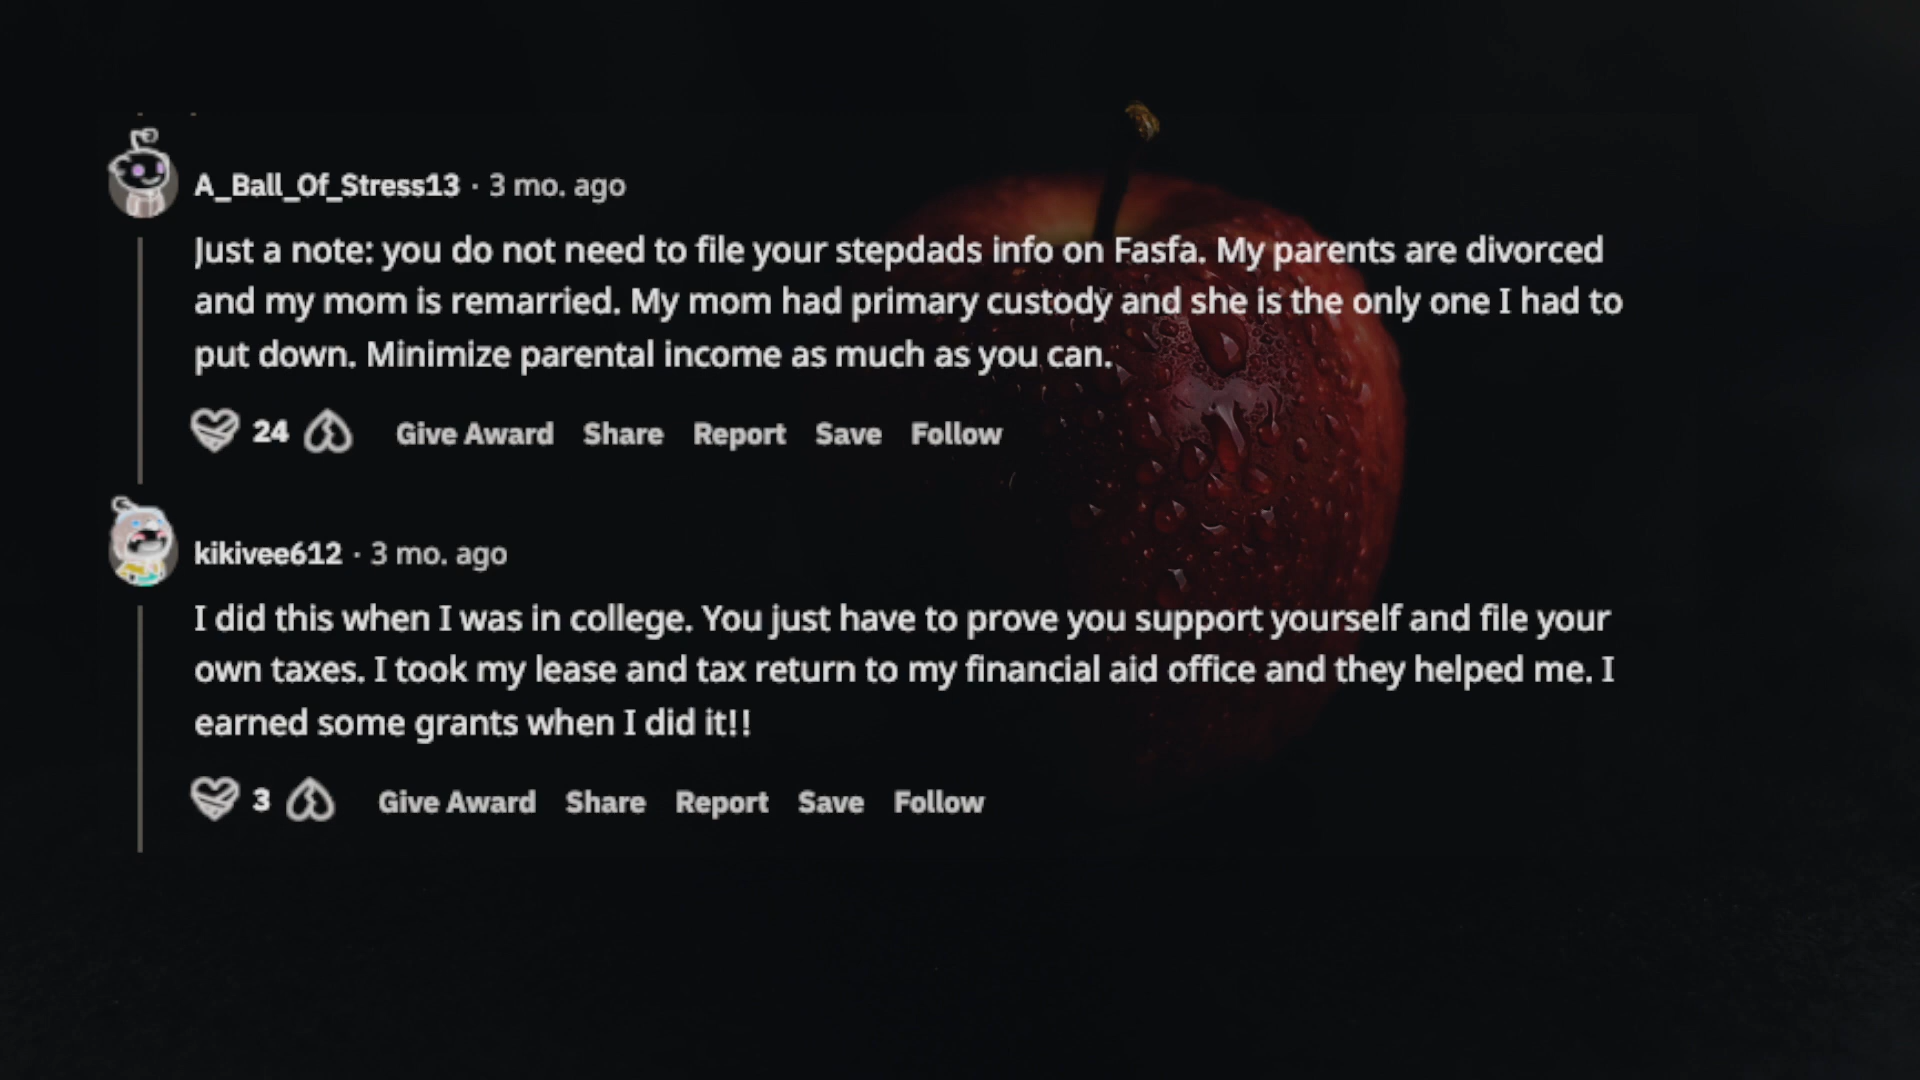 A_Ball_Of_Stress13 · 3 mo. ago
Just a note: you do not need to file your stepdads info on Fasfa. My parents are divorced
and my mom is remarried. My mom had primary custody and she is the only one I had to
put down. Minimize parental income as much as you can.
24 Give Award Share Report Save Follow
kikivee612 · 3 mo. ago
I did this when I was in college. You just have to prove you support yourself and file your
own taxes. I took my lease and tax return to my financial aid office and they helped me. I
earned some grants when I did it!!
3 Give Award Share Report Save Follow